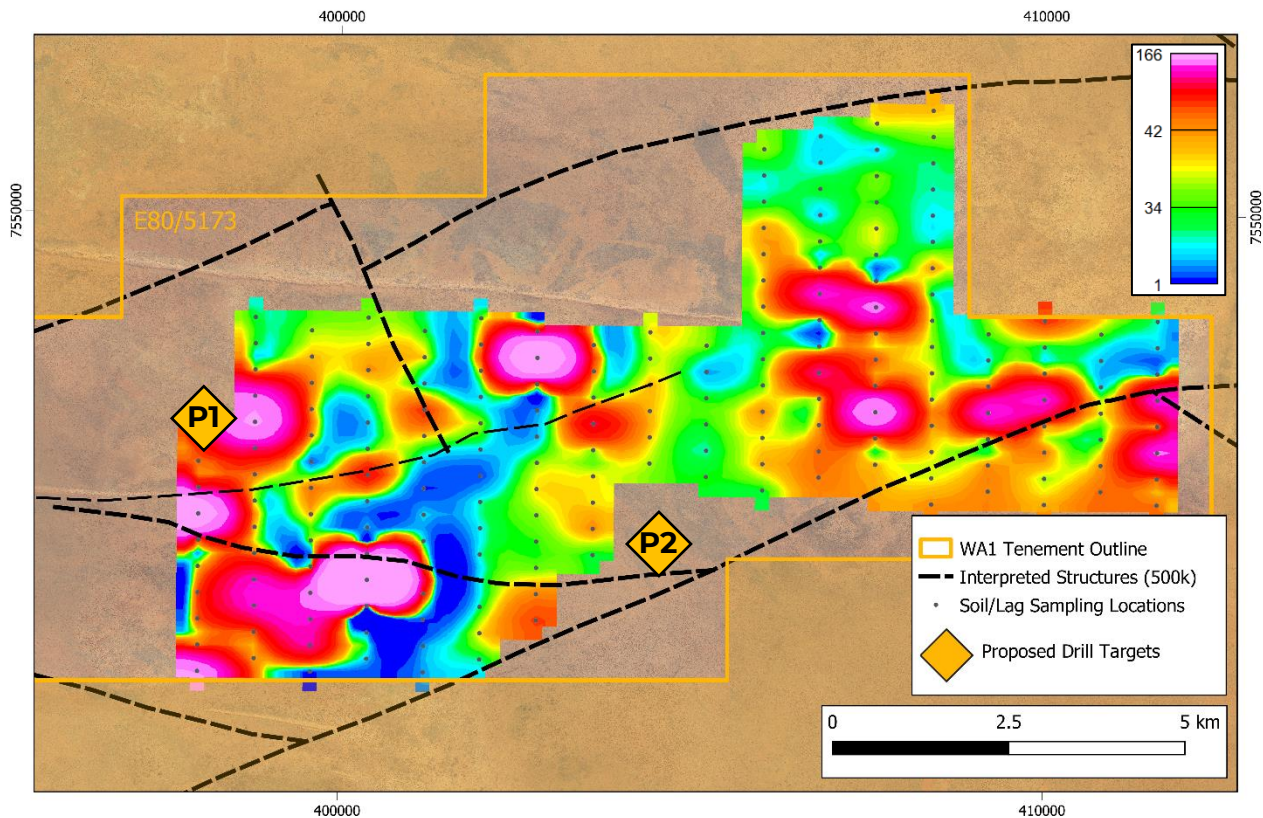 400000
410000
166
42
34
1
7550000
7550000
E80/5173
P1
P2
WA1 Tenement Outline
Interpreted Structures (500k)
Soil/Lag Sampling Locations
Proposed Drill Targets
0
2.5
5 km
400000
410000